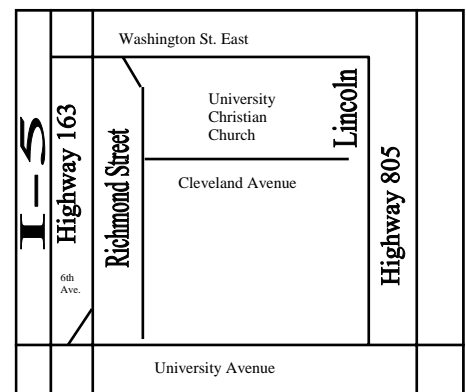 Washington St. East
I-5
Highway 163
Richmond Street
University
Christian
Church
Lincoln
Cleveland Avenue
Highway 805
6th
Ave.
University Avenue